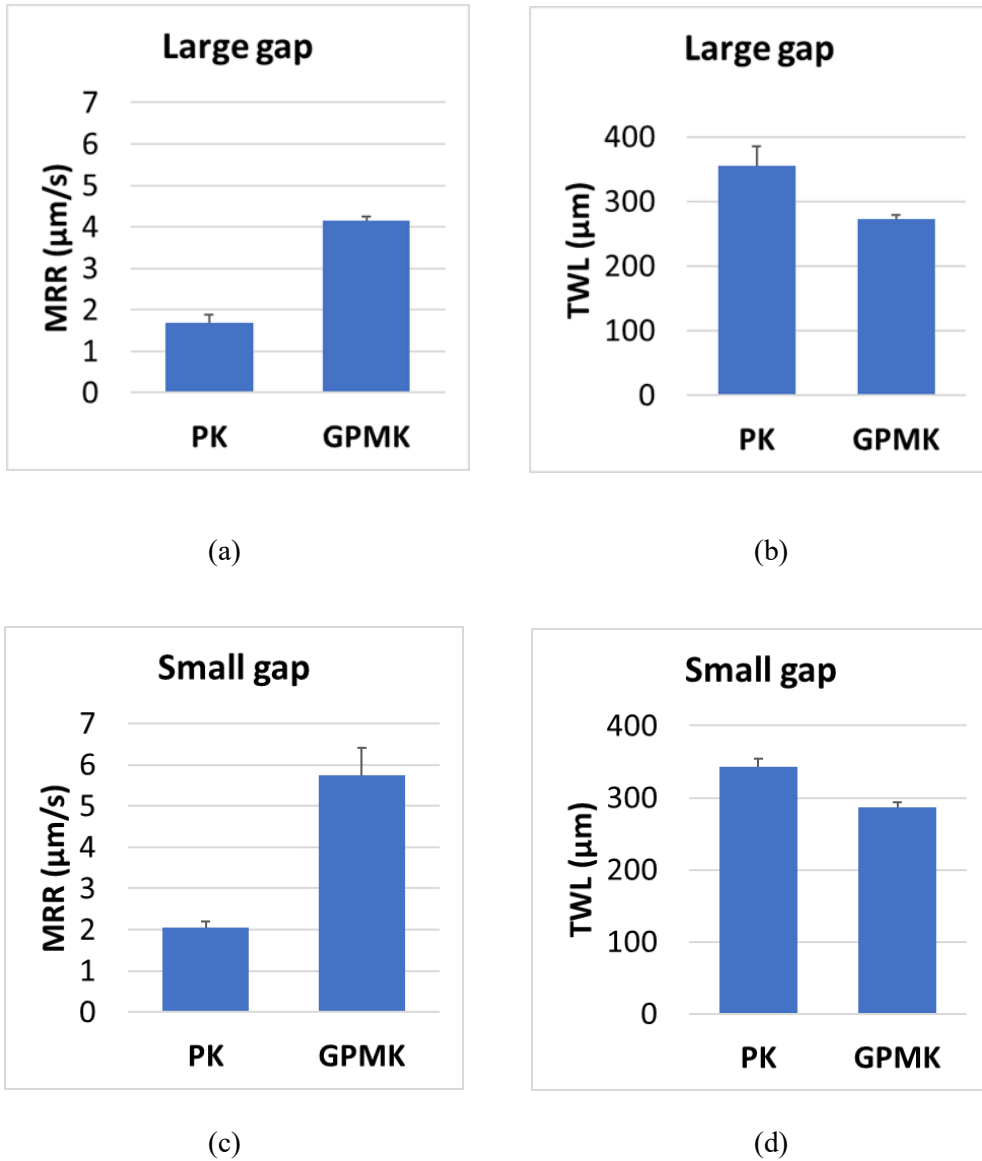 Large gap
MRR (µm/s)
7
6
5
4
3
2
1
0
PK GPMK
(a)
Large gap
TWL (µm)
400
300
200
100
0
PK GPMK
(b)
Small gap
MRR (µm/s)
7
6
5
4
3
2
1
0
PK GPMK
(c)
Small gap
TWL (µm)
400
300
200
100
0
PK GPMK
(d)